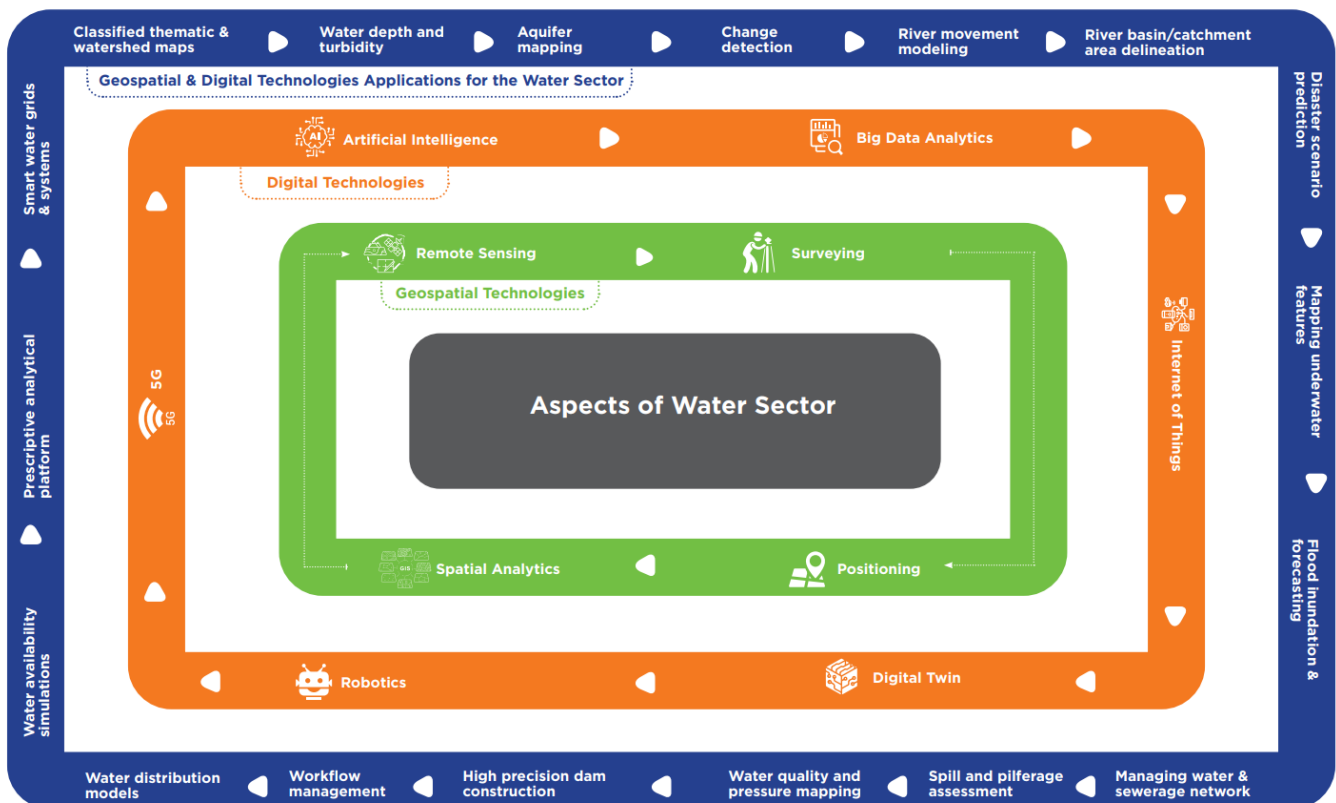 Classified thematic &
watershed maps
Water depth and
turbidity
Aquifer
mapping
Change
detection
River movement
modeling
River basin/catchment
area delineation
Geospatial & Digital Technologies Applications for the Water Sector
Disaster scenario
prediction
Mapping underwater
features
Flood inundation &
forecasting
Managing water &
sewerage network
Spill and pilferage
assessment
Water quality and
pressure mapping
High precision dam
construction
Workflow
management
Water distribution
models
Water availability
simulations
Prescriptive analytical
platform
Smart water grids
& systems
AI
Artificial Intelligence
Big Data Analytics
Digital Technologies
Internet of Things
Digital Twin
Robotics
5G
5G
Remote Sensing
Surveying
Geospatial Technologies
Positioning
GIS
Spatial Analytics
Aspects of Water Sector